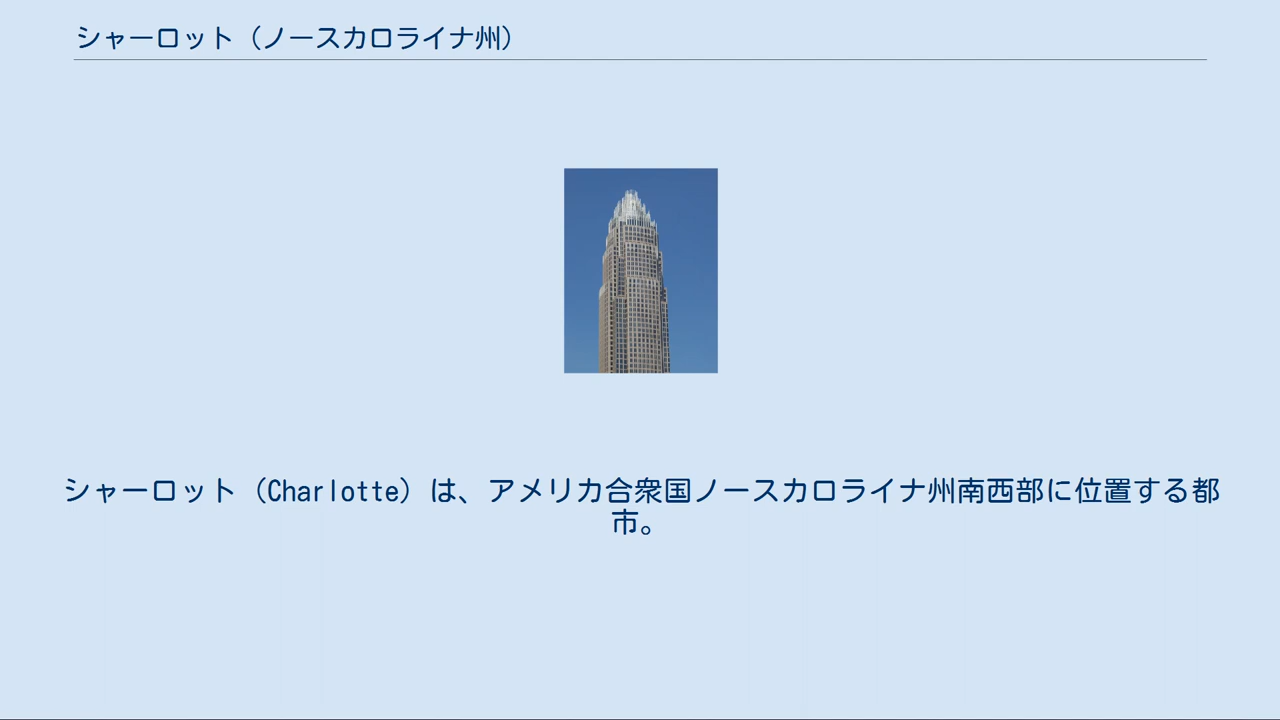 シャーロット（ノースカロライナ州）
シャーロット（Charlotte）は、アメリカ合衆国ノースカロライナ州南西部に位置する都
市。